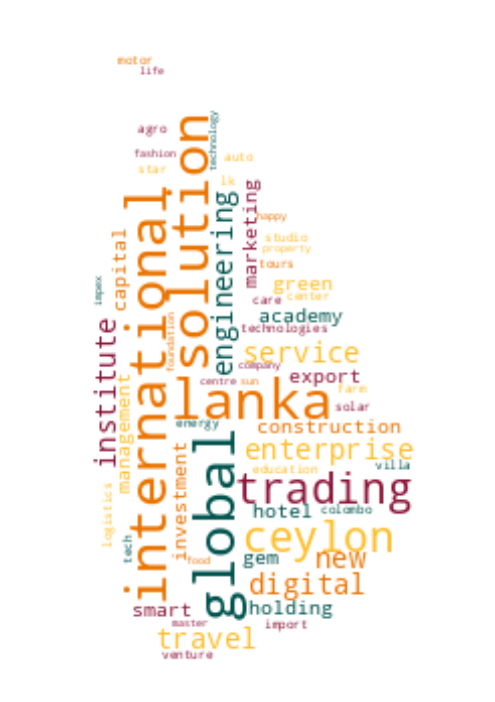 motor
life
agro
technology
solution
fashion
auto
star
lk
international
engineering
marketing
happy
capital
studio
property
tours
impex
green
care
center
foundation
academy
institute
technologies
service
company
management
centre
sun
export
lanka
farm
solar
energy
construction
global
investment
enterprise
education
villa
trading
logistics
hotel
colombo
tech
ceylon
food
gem
new
digital
smart
holding
master
import
travel
venture